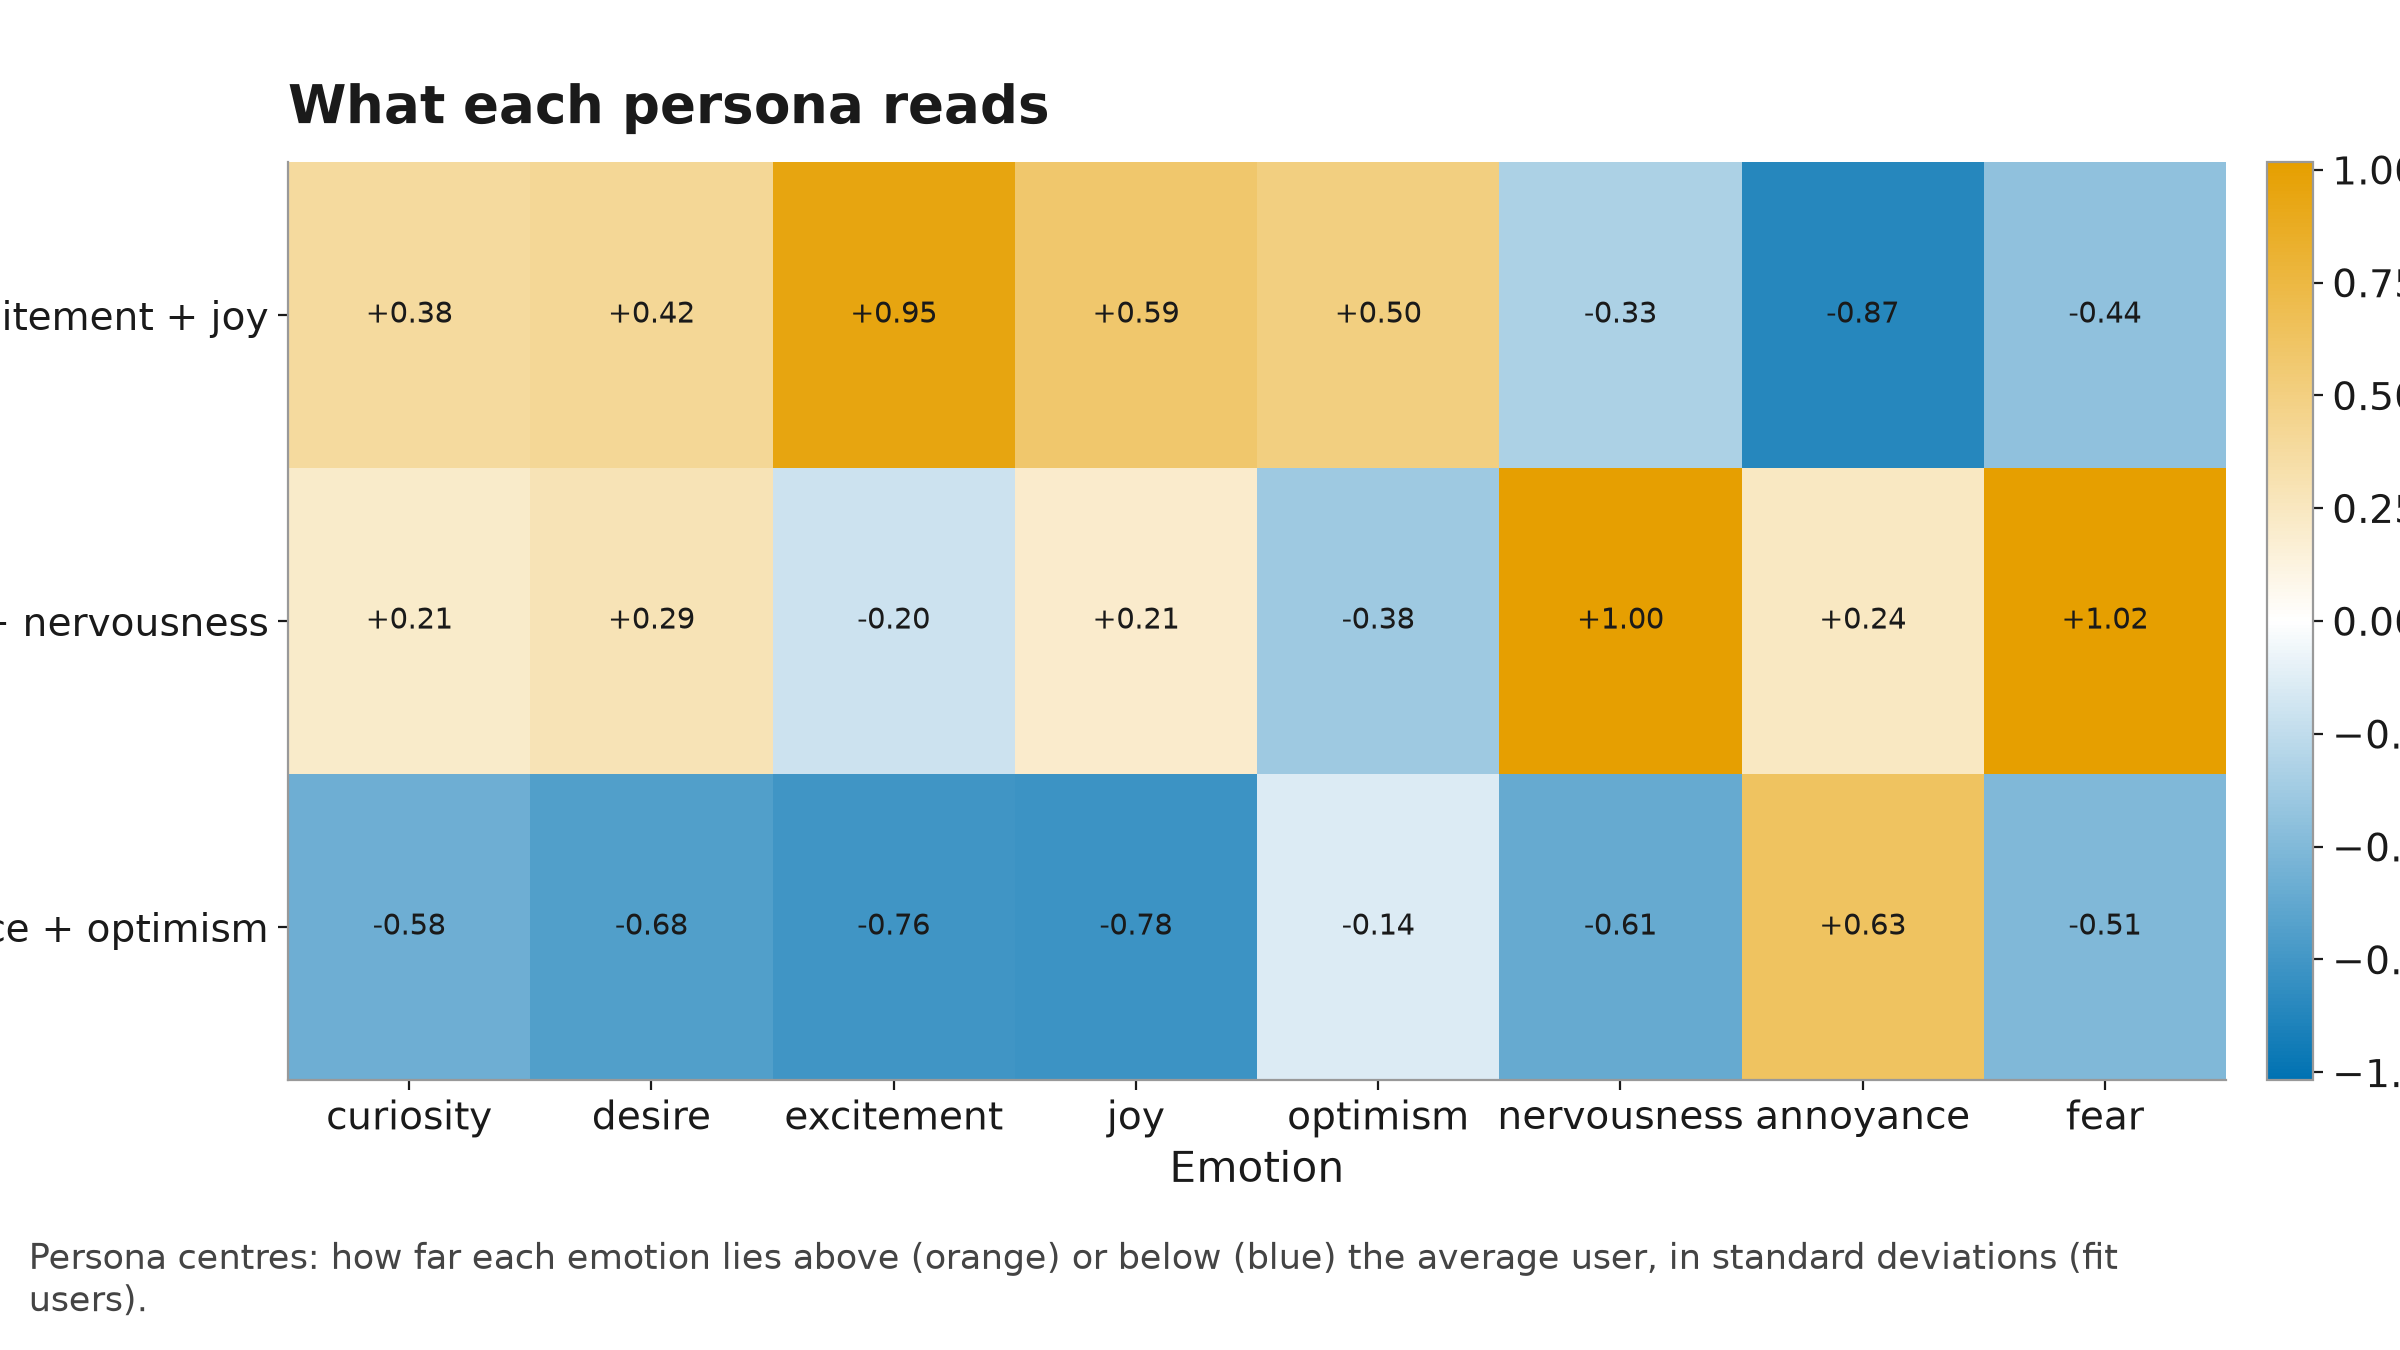 What each persona reads
itement + joy
+0.38 +0.42 +0.95 +0.59 +0.50 -0.33 -0.87 -0.44
nervousness
+0.21 +0.29 -0.20 +0.21 -0.38 +1.00 +0.24 +1.02
ce + optimism
-0.58 -0.68 -0.76 -0.78 -0.14 -0.61 +0.63 -0.51
curiosity desire excitement joy optimism nervousness annoyance fear
Emotion
1.00
0.75
0.50
0.25
0.00
−0.
−0.
−0.
−1.
Persona centres: how far each emotion lies above (orange) or below (blue) the average user, in standard deviations (fit
users).